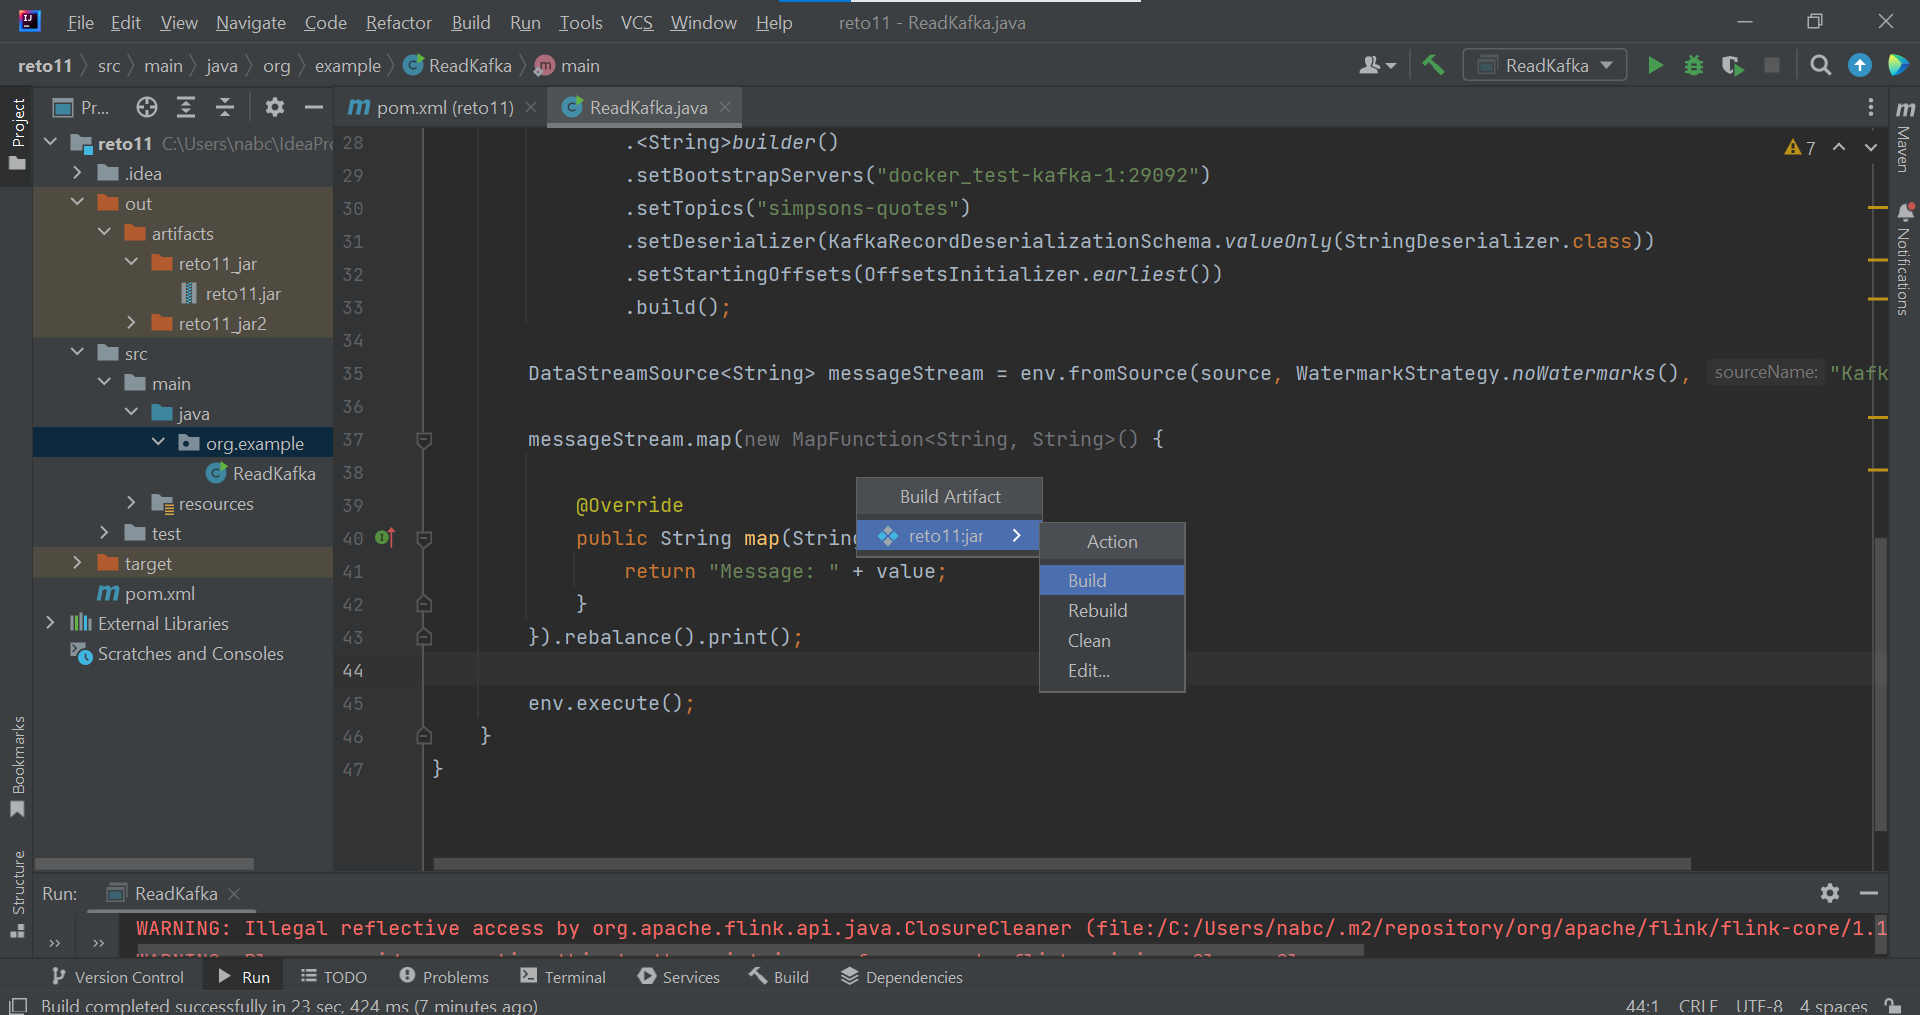 File Edit View Navigate Code Refactor Build Run Tools VCS Window Help reto11 - ReadKafka.java
reto11 src main java org example ReadKafka main
ReadKafka
Project
Pr...
pom.xml (reto11)
ReadKafka.java
reto11 C:\Users\nabc\IdeaPr
.idea
out
artifacts
reto11_jar
reto11.jar
reto11_jar2
src
main
java
org.example
ReadKafka
resources
test
target
pom.xml
External Libraries
Scratches and Consoles
7
28 .<String>builder()
29 .setBootstrapServers("docker_test-kafka-1:29092")
30 .setTopics("simpsons-quotes")
31 .setDeserializer(KafkaRecordDeserializationSchema.valueOnly(StringDeserializer.class))
32 .setStartingOffsets(OffsetsInitializer.earliest())
33 .build();
34
35 DataStreamSource<String> messageStream = env.fromSource(source, WatermarkStrategy.noWatermarks(), sourceName: "Kafk
36
37 messageStream.map(new MapFunction<String, String>() {
38
39 @Override
40 public String map(String
41 return "Message: " + value;
42 }
43 }).rebalance().print();
44
45 env.execute();
46 }
47 }
Build Artifact
reto11:jar
Action
Build
Rebuild
Clean
Edit...
Maven
Notifications
Bookmarks
Structure
Run: ReadKafka
WARNING: Illegal reflective access by org.apache.flink.api.java.ClosureCleaner (file:/C:/Users/nabc/.m2/repository/org/apache/flink/flink-core/1.1
Version Control Run TODO Problems Terminal Services Build Dependencies
Build completed successfully in 23 sec, 424 ms (7 minutes ago) 44:1 CRLF UTF-8 4 spaces